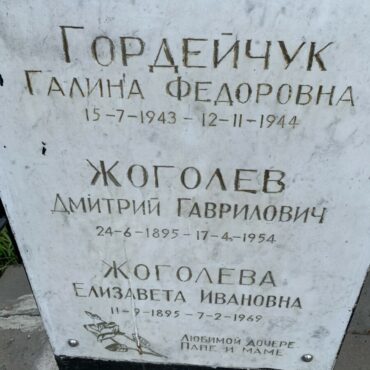 ГОРДЕЙЧУК
ГАЛИНА ФЕДОРОВНА
15-7-1943 - 12-11-1944
ЖОГОЛЕВ
ДМИТРИЙ ГАВРИЛОВИЧ
24-6-1895-17-4-1954
ЖОГОЛЕВА
ЕЛИЗАВЕТА ИВАНОВНА
11-9-1895-7-2-1969
ЛЮБИМОЙ ДОЧЕРЕ
ПАПЕ И МАМЕ